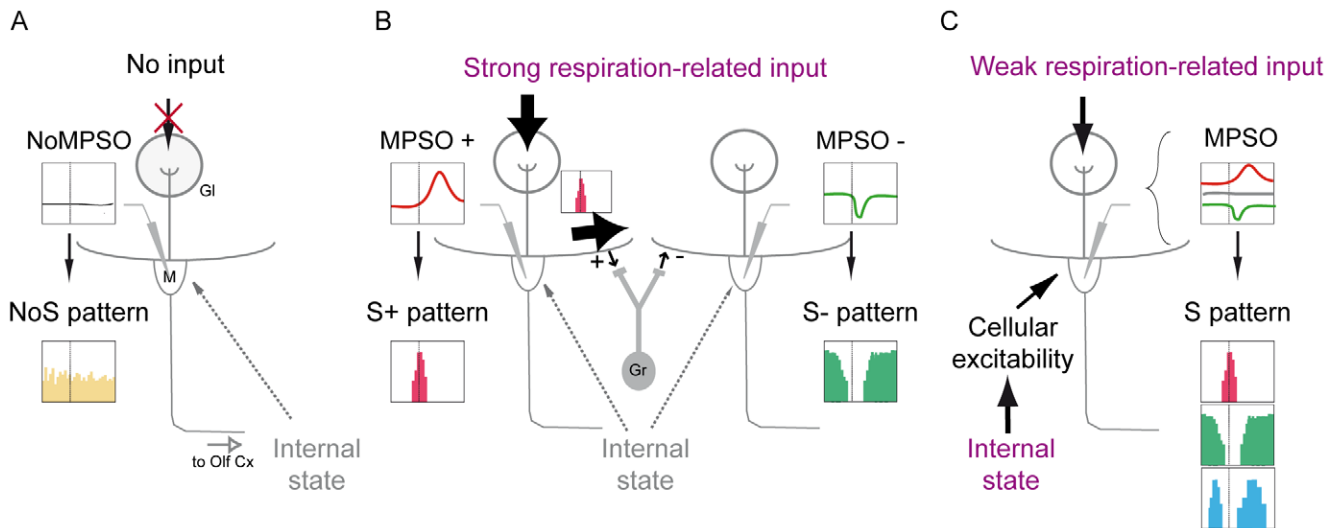 A
No input
NoMPSO
Gl
M
NoS pattern
to Olf Cx
Internal
state
B
Strong respiration-related input
MPSO +
MPSO -
+
-
S+ pattern
S- pattern
Gr
Internal
state
C
Weak respiration-related input
MPSO
Cellular
excitability
S pattern
Internal
state